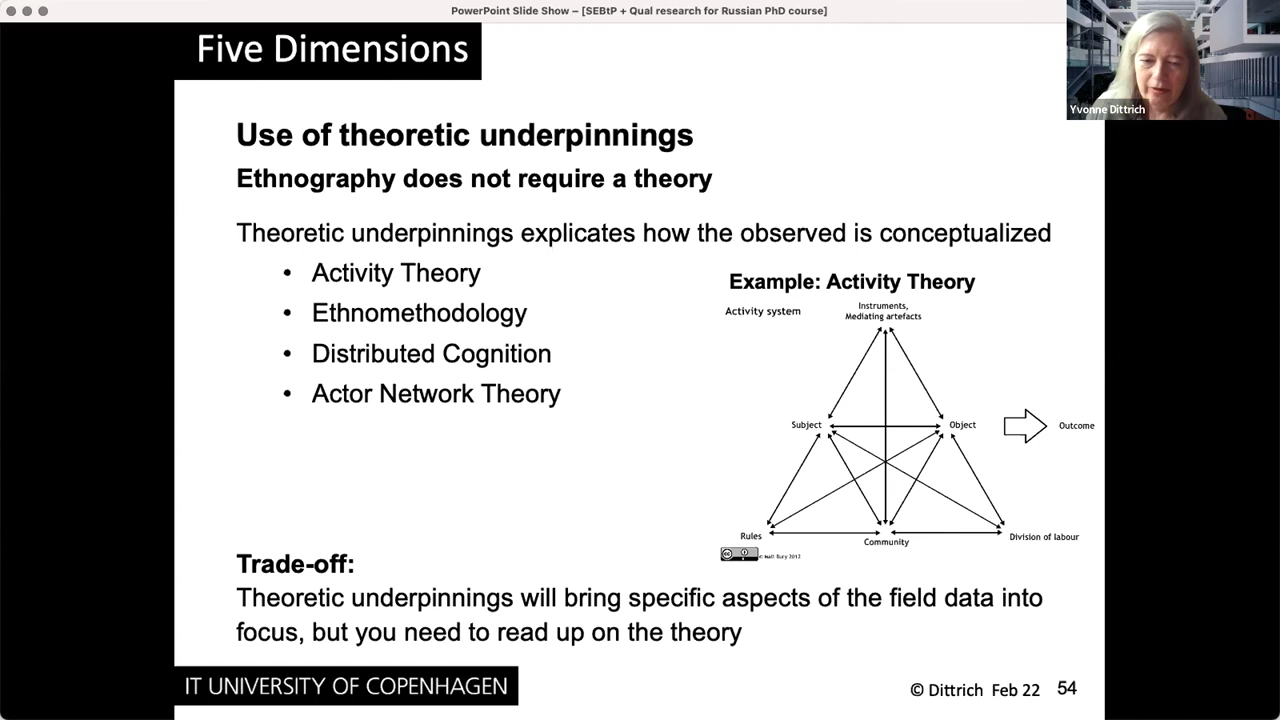 PowerPoint Slide Show – [SEBtP + Qual research for Russian PhD course]
Five Dimensions
Yvonne Dittrich
Use of theoretic underpinnings
Ethnography does not require a theory
Theoretic underpinnings explicates how the observed is conceptualized
• Activity Theory
• Ethnomethodology
• Distributed Cognition
• Actor Network Theory
Example: Activity Theory
Activity system
Instruments,
Mediating artefacts
Subject
Object
Outcome
Rules
Community
Division of labour
cc
© Matt Bury 2012
Trade-off:
Theoretic underpinnings will bring specific aspects of the field data into
focus, but you need to read up on the theory
IT UNIVERSITY OF COPENHAGEN
© Dittrich Feb 22 54